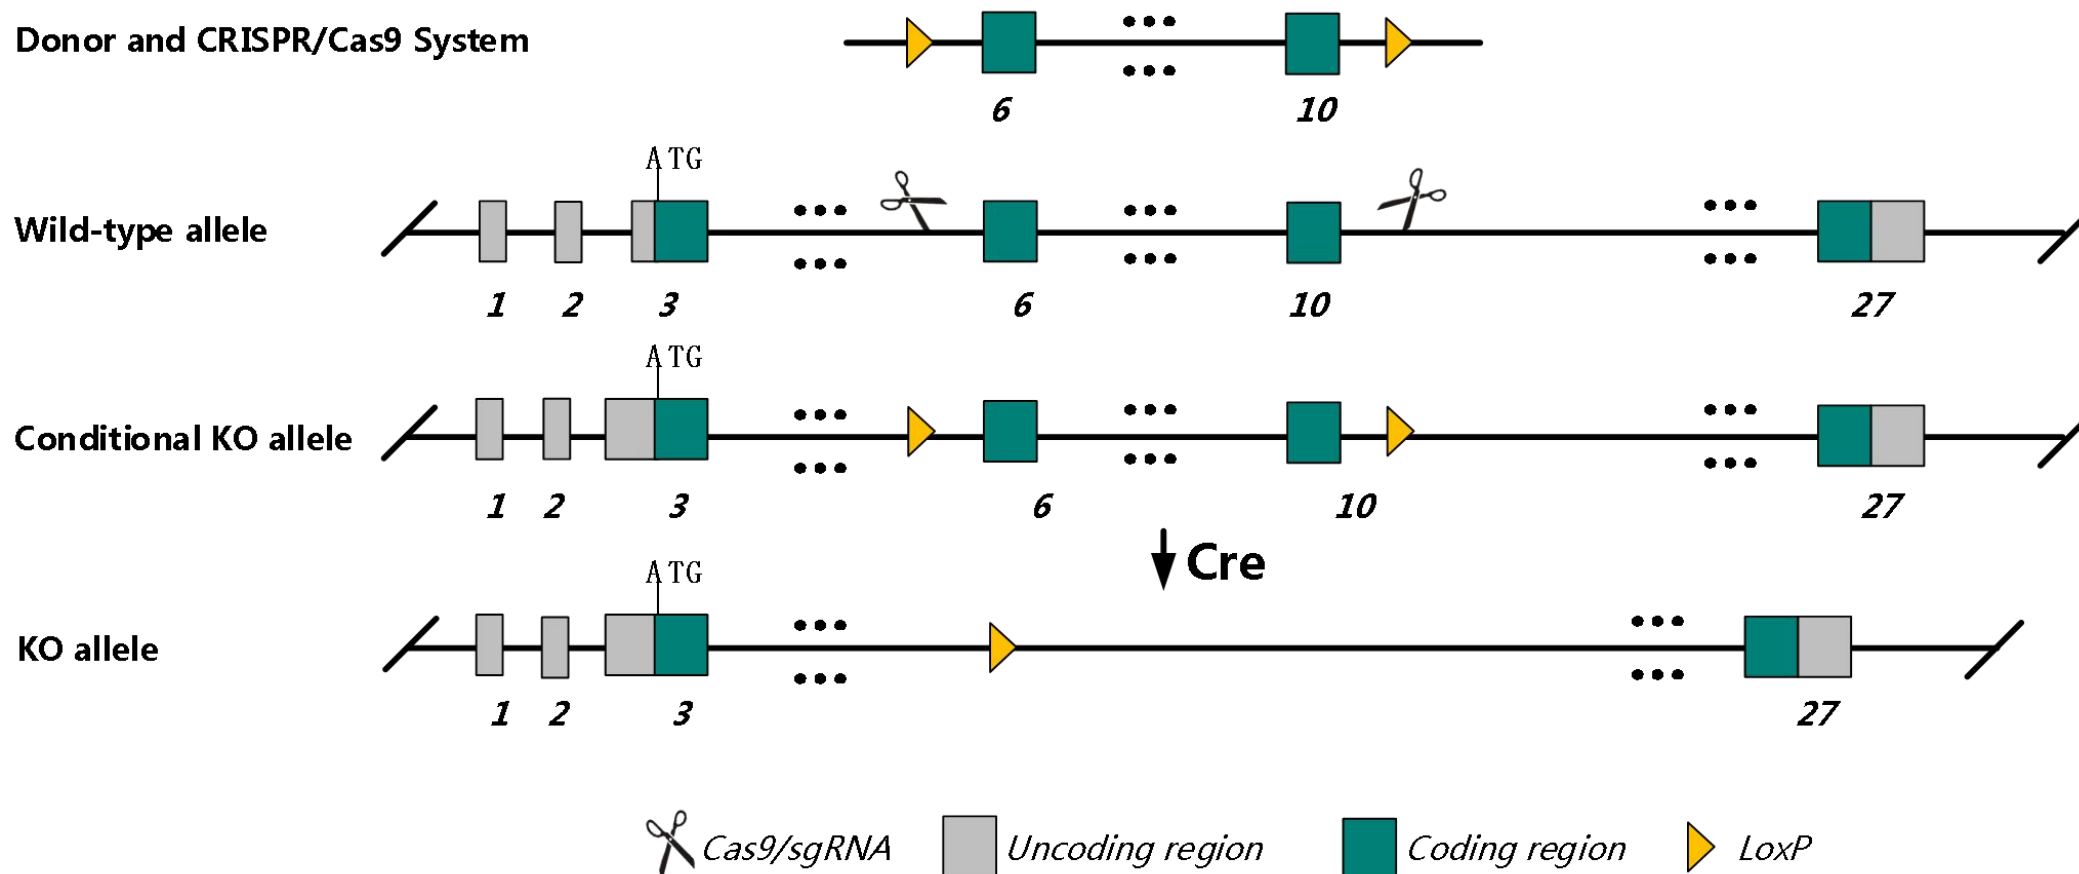 Donor and CRISPR/Cas9 System
6 10
ATG
Wild-type allele
1 2 3 6 10 27
ATG
Conditional KO allele
1 2 3 6 10 27
Cre
ATG
KO allele
1 2 3 27
Cas9/sgRNA Uncoding region Coding region LoxP